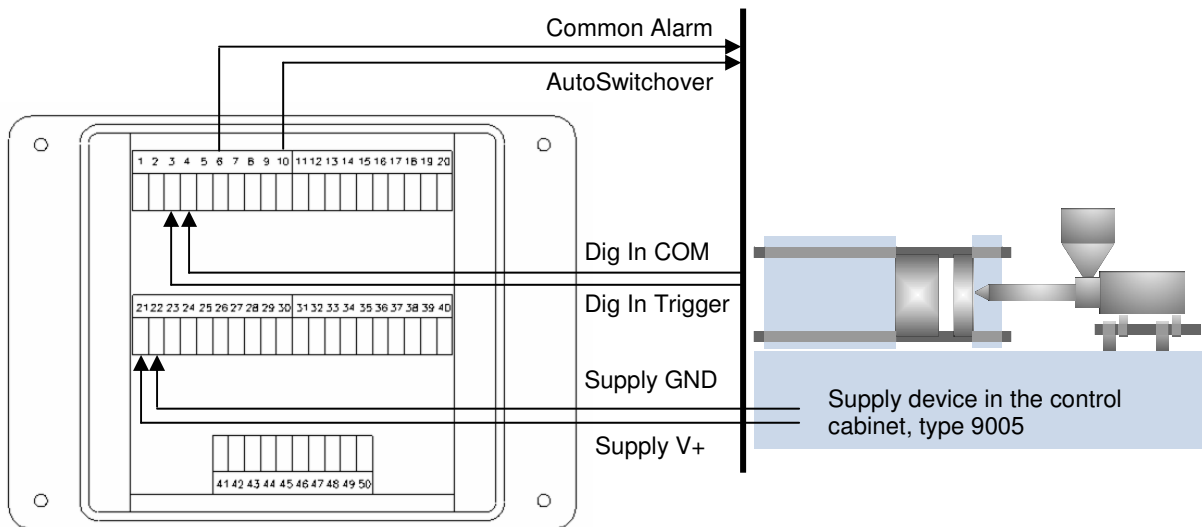 Common Alarm
AutoSwitchover
1 2 3 4 5 6 7 8 9 10 11 12 13 14 15 16 17 18 19 20
Dig In COM
Dig In Trigger
21 22 23 24 25 26 27 28 29 30 31 32 33 34 35 36 37 38 39 40
Supply GND
Supply device in the control
cabinet, type 9005
Supply V+
41 42 43 44 45 46 47 48 49 50